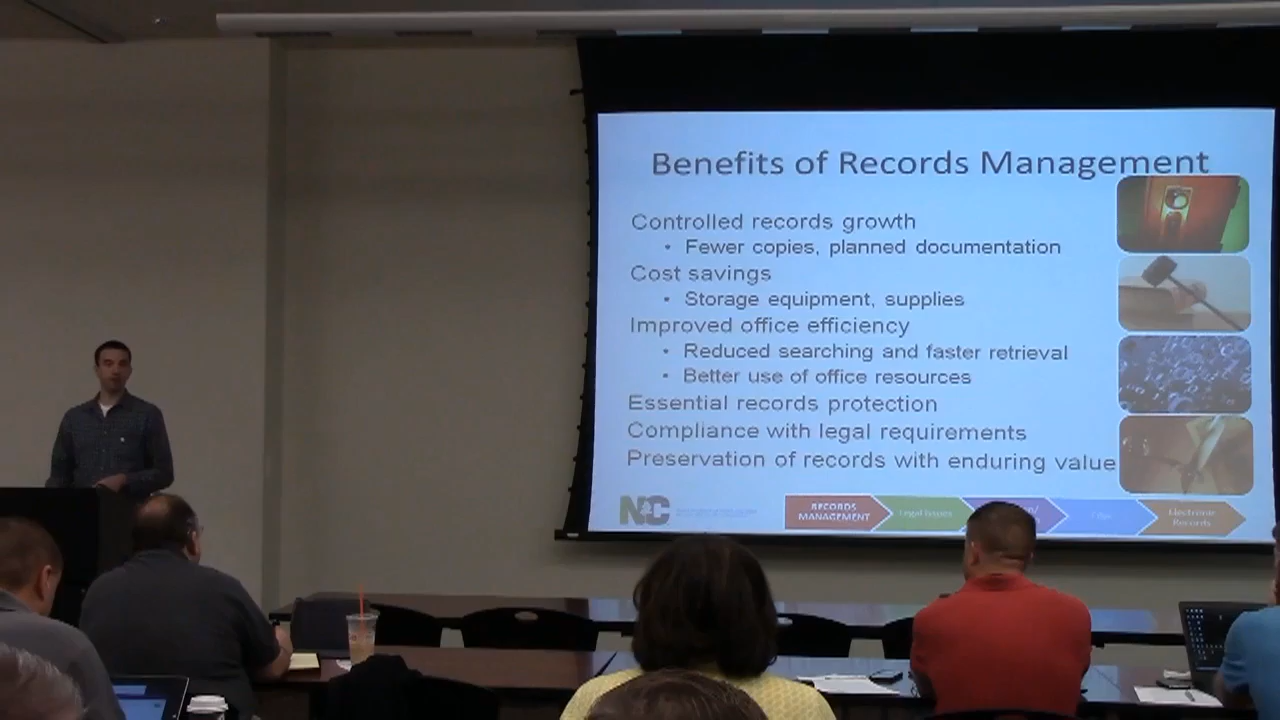 Benefits of Records Management
Controlled records growth
• Fewer copies, planned documentation
Cost savings
• Storage equipment, supplies
Improved office efficiency
• Reduced searching and faster retrieval
• Better use of office resources
Essential records protection
Compliance with legal requirements
Preservation of records with enduring value
N&C
RECORDS
MANAGEMENT
Legal Issues
Electronic
Records